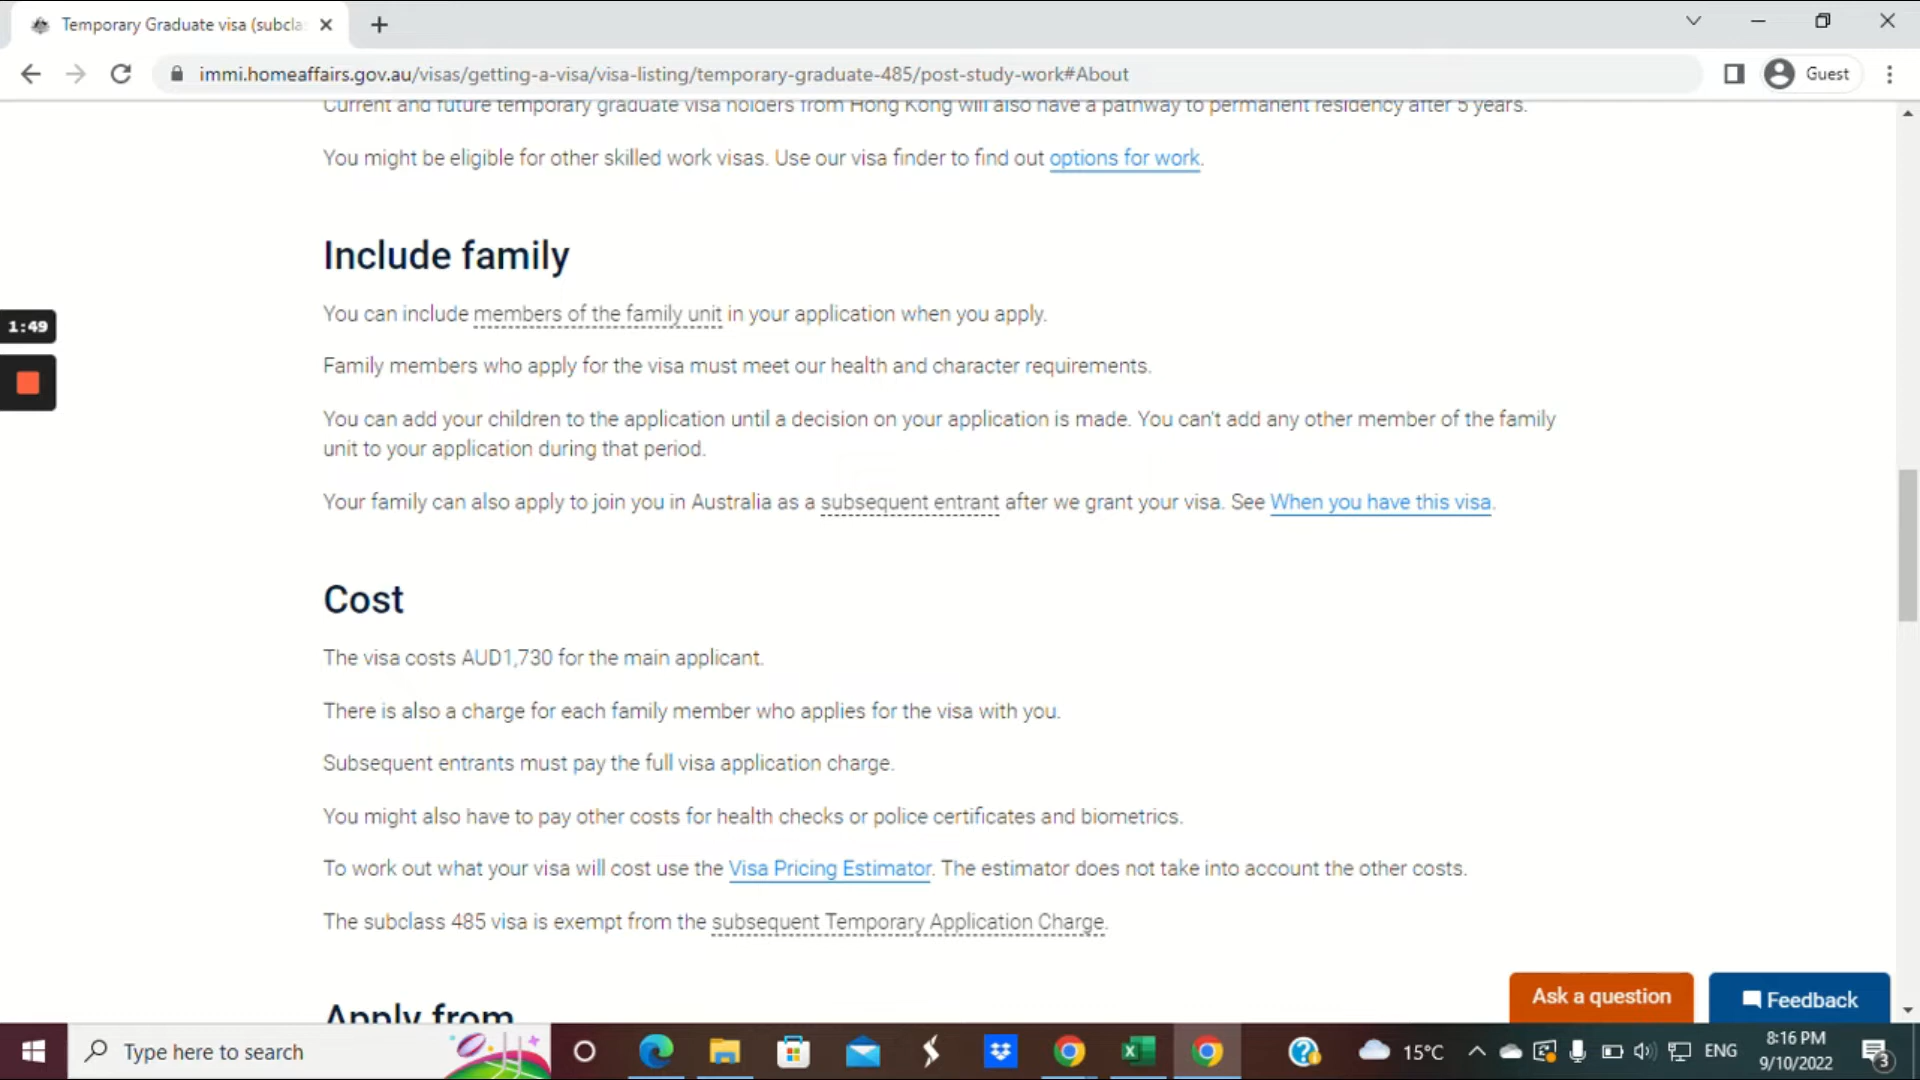 Temporary Graduate visa (subcla
immi.homeaffairs.gov.au/visas/getting-a-visa/visa-listing/temporary-graduate-485/post-study-work#About
Guest
Current and future temporary graduate visa holders from Hong Kong will also have a pathway to permanent residency after 5 years.
You might be eligible for other skilled work visas. Use our visa finder to find out options for work.
Include family
You can include members of the family unit in your application when you apply.
1:49
Family members who apply for the visa must meet our health and character requirements.
You can add your children to the application until a decision on your application is made. You can't add any other member of the family
unit to your application during that period.
Your family can also apply to join you in Australia as a subsequent entrant after we grant your visa. See When you have this visa.
Cost
The visa costs AUD1,730 for the main applicant.
There is also a charge for each family member who applies for the visa with you.
Subsequent entrants must pay the full visa application charge.
You might also have to pay other costs for health checks or police certificates and biometrics.
To work out what your visa will cost use the Visa Pricing Estimator. The estimator does not take into account the other costs.
The subclass 485 visa is exempt from the subsequent Temporary Application Charge.
Apply from
Ask a question
Feedback
Type here to search
15°C
ENG
8:16 PM
9/10/2022
3